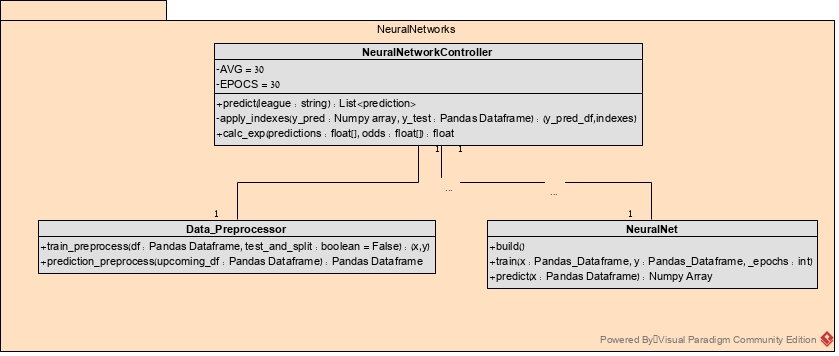 NeuralNetworks
NeuralNetworkController
-AVG = 30
-EPOCS = 30
+predict(league : string) : List<prediction>
-apply_indexes(y_pred : Numpy array, y_test : Pandas Dataframe) : (y_pred_df,indexes)
+calc_exp(predictions : float[], odds : float[]) : float
1 1
... ...
1 1
Data_Preprocessor
+train_preprocess(df : Pandas Dataframe, test_and_split : boolean = False) : (x,y)
+prediction_preprocess(upcoming_df : Pandas Dataframe) : Pandas Dataframe
NeuralNet
+build()
+train(x : Pandas_Dataframe, y : Pandas_Dataframe, _epochs : int)
+predict(x : Pandas Dataframe) : Numpy Array
Powered By Visual Paradigm Community Edition